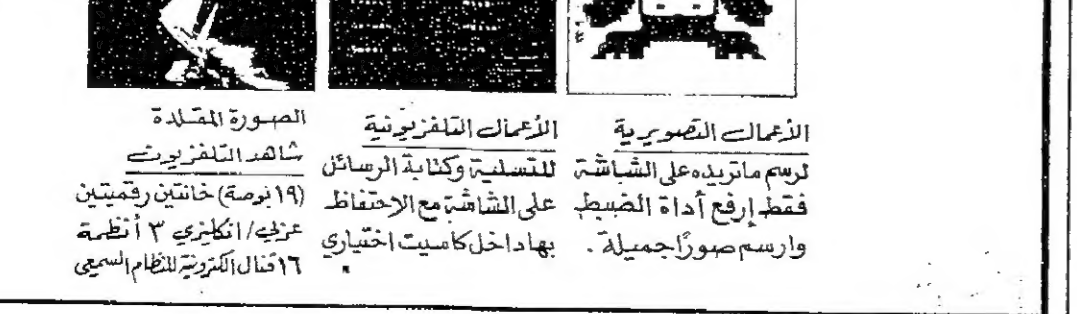 الأعمال التصويرية
لرسم ماتريده على الشاشة
فقط إرفع أداة الضبط
وارسم صورًا جميلة .
الأعمال التلفزيونية
للتسلية وكتابة الرسائل
على الشاشة مع الاحتفاظ
بها داخل كاسيت اختياري
الصورة المقلدة
شاهد التلفزيون
(١٩ بوصة) خانتين رقميتين
عربي/ انكليزي ٣ أنظمة
١٦ قنال الكترونية للنظام السمعي